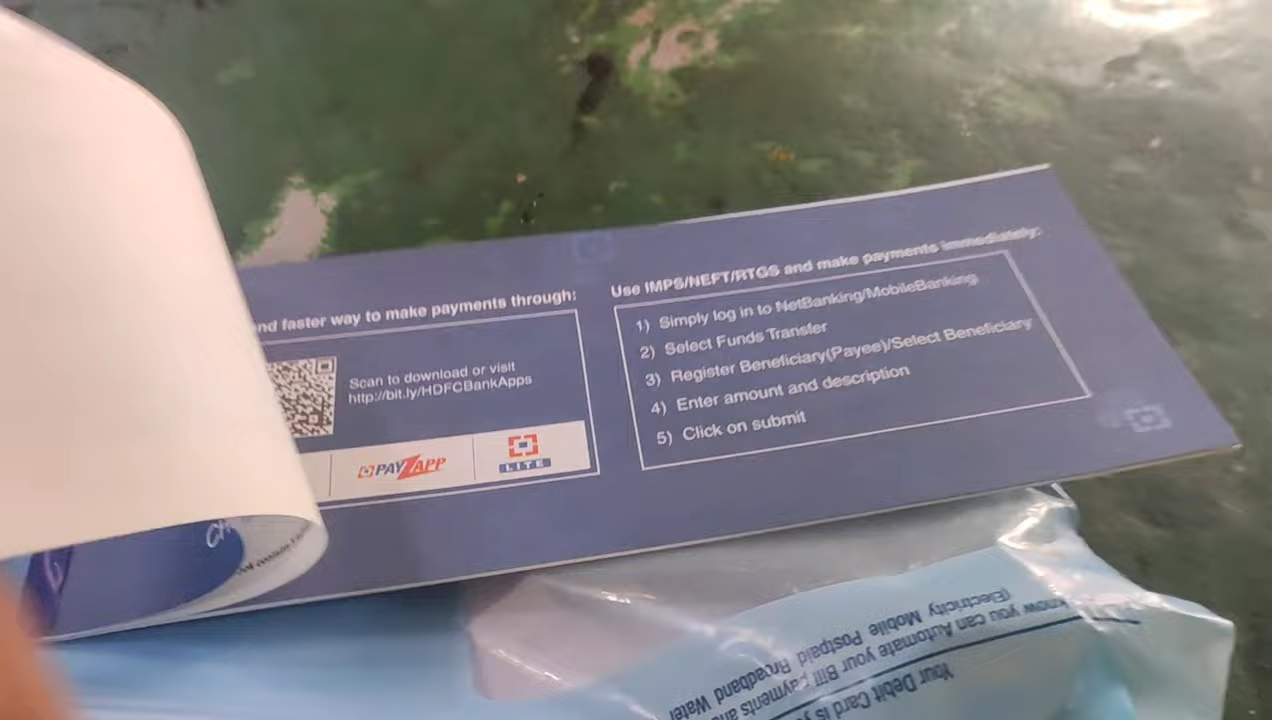 nd faster way to make payments through:
Scan to download or visit
http://bit.ly/HDFCBankApps
PAYZAPP
LITE
Use IMPS/NEFT/RTGS and make payments immediately:
1) Simply log in to NetBanking/MobileBanking
2) Select Funds Transfer
3) Register Beneficiary(Payee)/Select Beneficiary
4) Enter amount and description
5) Click on submit
Your Debit Card is
know you can Automate your Bill payments and
(Electricity Mobile Postpaid Broadband Water